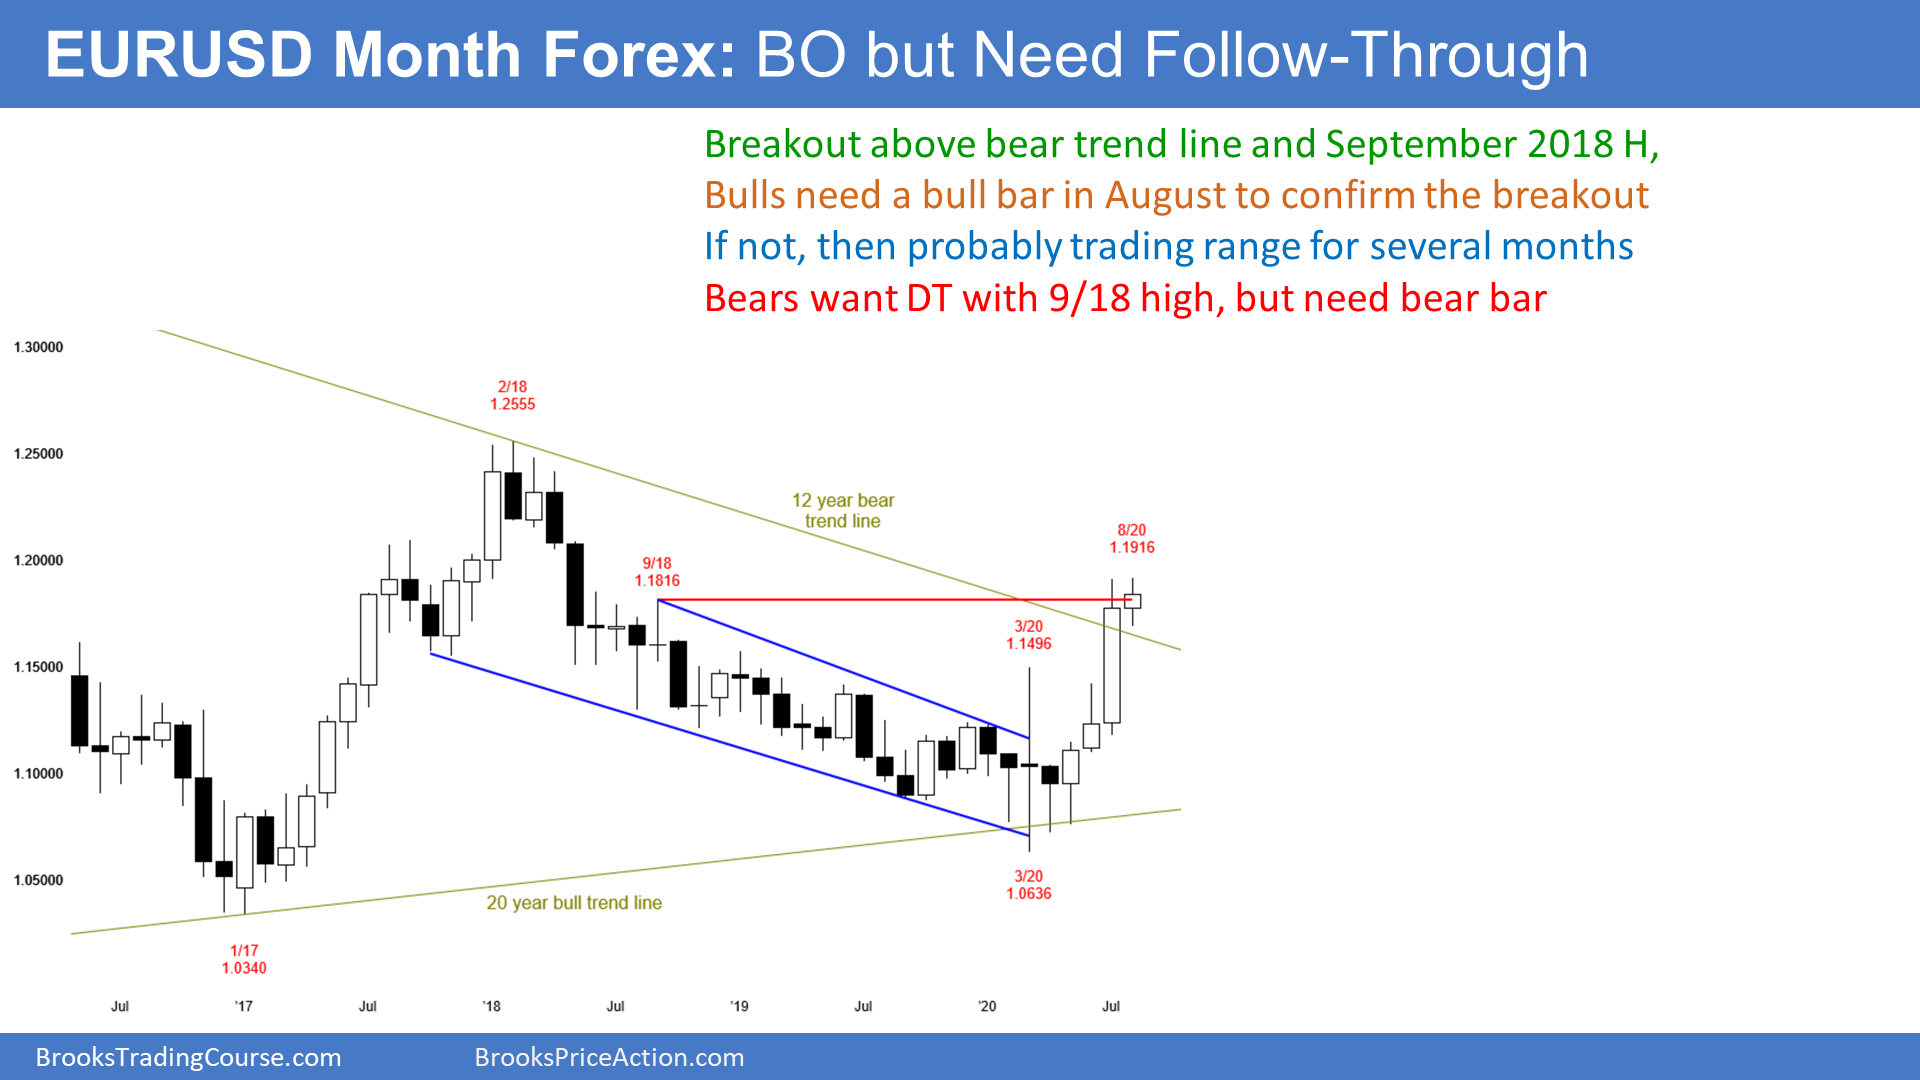 EURUSD Month Forex: BO but Need Follow-Through
Breakout above bear trend line and September 2018 H,
Bulls need a bull bar in August to confirm the breakout
If not, then probably trading range for several months
Bears want DT with 9/18 high, but need bear bar
1.30000
2/18
1.2555
1.25000
12 year bear
trend line
8/20
1.1916
1.20000
9/18
1.1816
3/20
1.1496
1.15000
1.10000
1.05000
3/20
1.0636
20 year bull trend line
1/17
1.0340
Jul '17 Jul '18 Jul '19 Jul '20 Jul
BrooksTradingCourse.com BrooksPriceAction.com